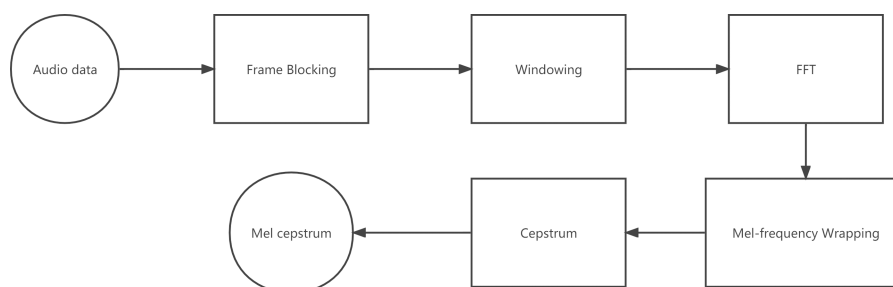 Audio data
Frame Blocking
Windowing
FFT
Mel-frequency Wrapping
Cepstrum
Mel cepstrum